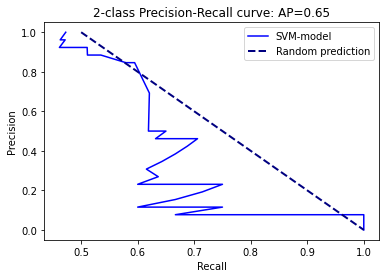 2-class Precision-Recall curve: AP=0.65
SVM-model
Random prediction
1.0
0.8
0.6
0.4
0.2
0.0
Precision
0.5
0.6
0.7
0.8
0.9
1.0
Recall